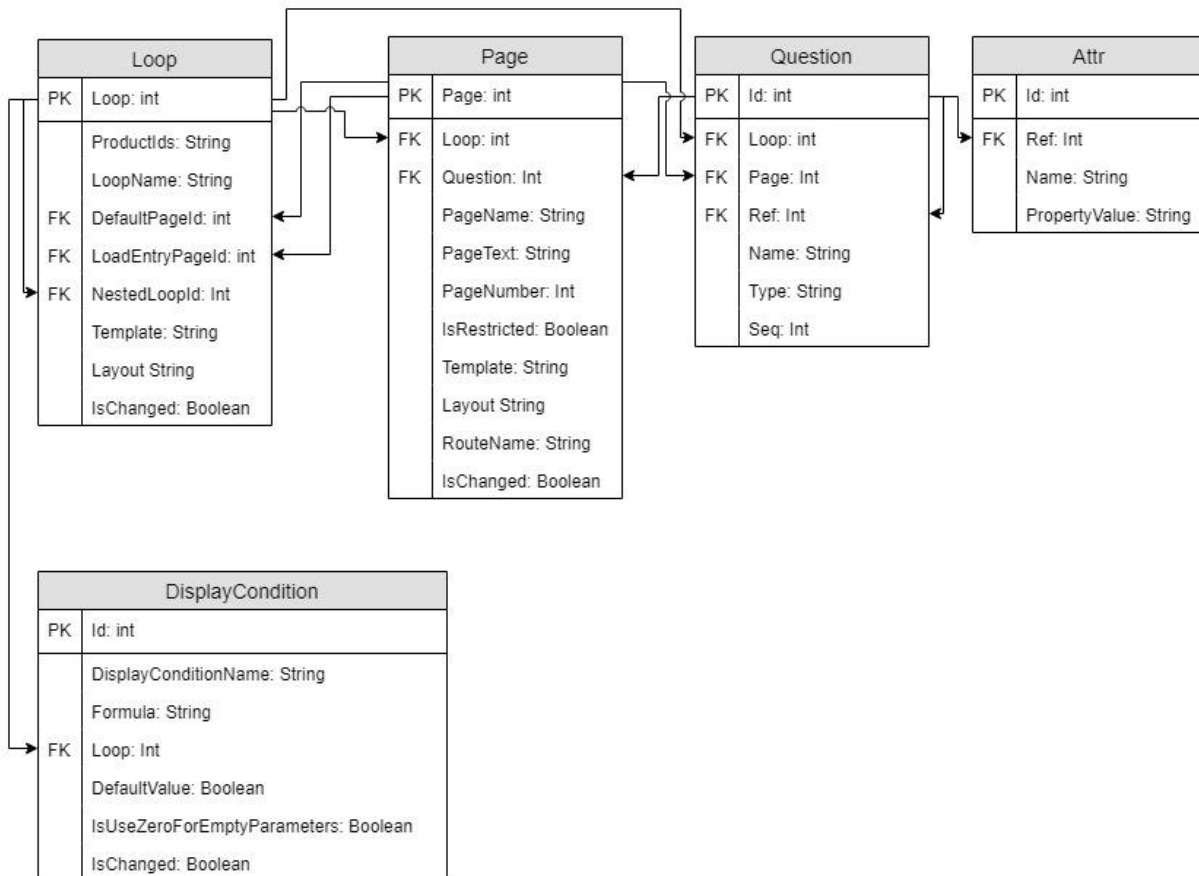 Loop
PK Loop: int
ProductIds: String
LoopName: String
FK DefaultPageId: int
FK LoadEntryPageId: int
FK NestedLoopId: Int
Template: String
Layout String
IsChanged: Boolean
Page
PK Page: int
FK Loop: int
FK Question: Int
PageName: String
PageText: String
PageNumber: Int
IsRestricted: Boolean
Template: String
Layout String
RouteName: String
IsChanged: Boolean
Question
PK Id: int
FK Loop: int
FK Page: Int
FK Ref: Int
Name: String
Type: String
Seq: Int
Attr
PK Id: int
FK Ref: Int
Name: String
PropertyValue: String
DisplayCondition
PK Id: int
DisplayConditionName: String
Formula: String
FK Loop: Int
DefaultValue: Boolean
IsUseZeroForEmptyParameters: Boolean
IsChanged: Boolean